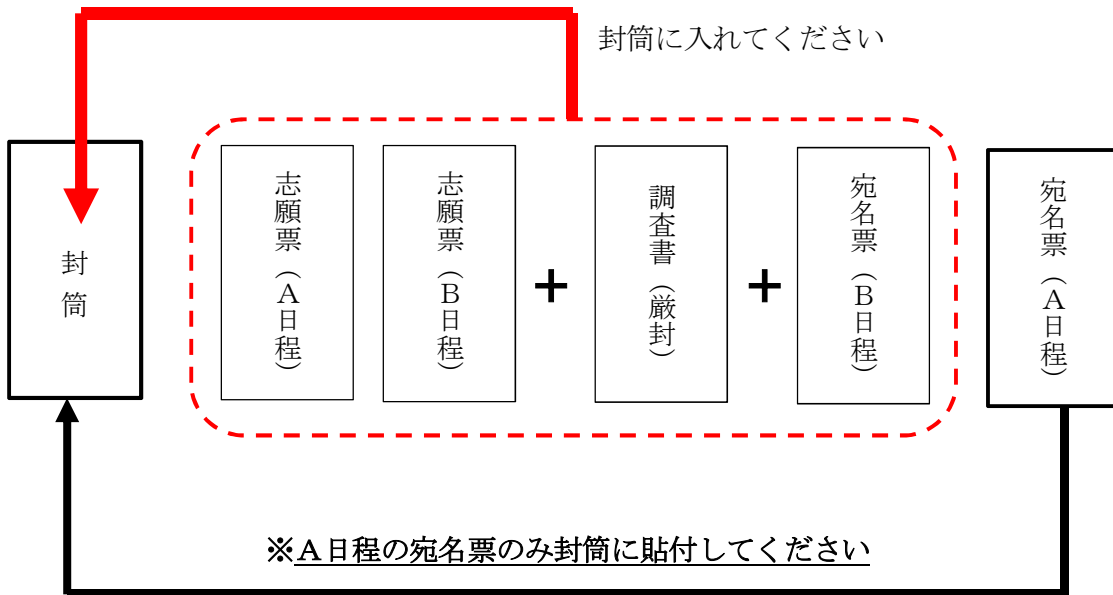 封筒に入れてください
封筒
志願票（Ａ日程）
志願票（Ｂ日程）
＋
調査書（厳封）
＋
宛名票（Ｂ日程）
宛名票（Ａ日程）
※Ａ日程の宛名票のみ封筒に貼付してください